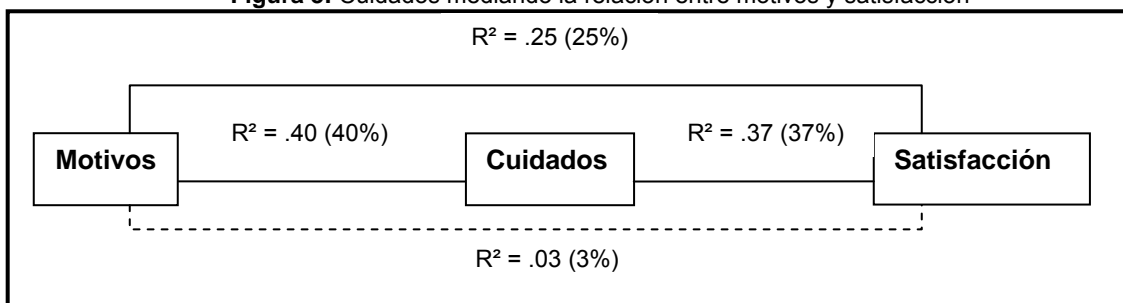 R² = .25 (25%)
R² = .40 (40%)
R² = .37 (37%)
Motivos
Cuidados
Satisfacción
R² = .03 (3%)